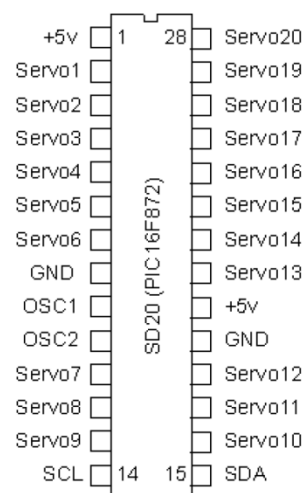 +5v 1 28 Servo20
Servo1 Servo19
Servo2 Servo18
Servo3 Servo17
Servo4 Servo16
Servo5 Servo15
Servo6 Servo14
GND Servo13
OSC1 +5v
OSC2 GND
Servo7 Servo12
Servo8 Servo11
Servo9 Servo10
SCL 14 15 SDA
SD20 (PIC16F872)